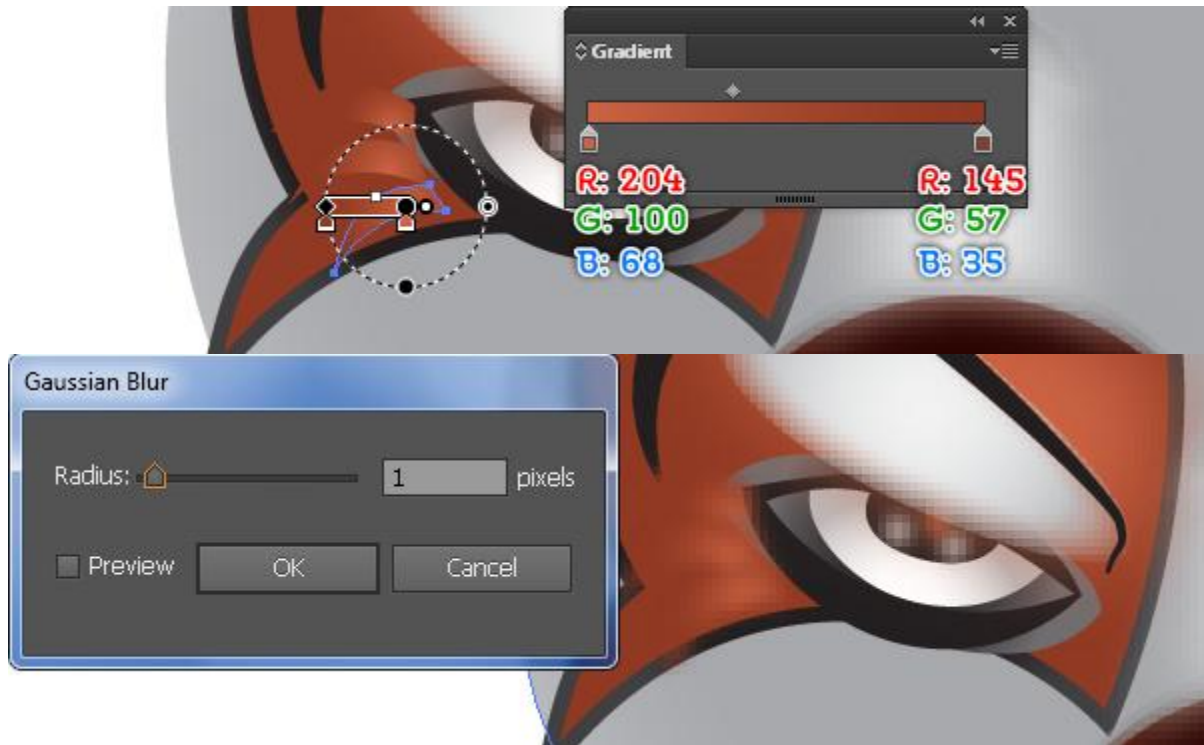 Gradient
R: 204
G: 100
B: 68
R: 145
G: 57
B: 35
Gaussian Blur
Radius:
1
pixels
Preview
OK
Cancel